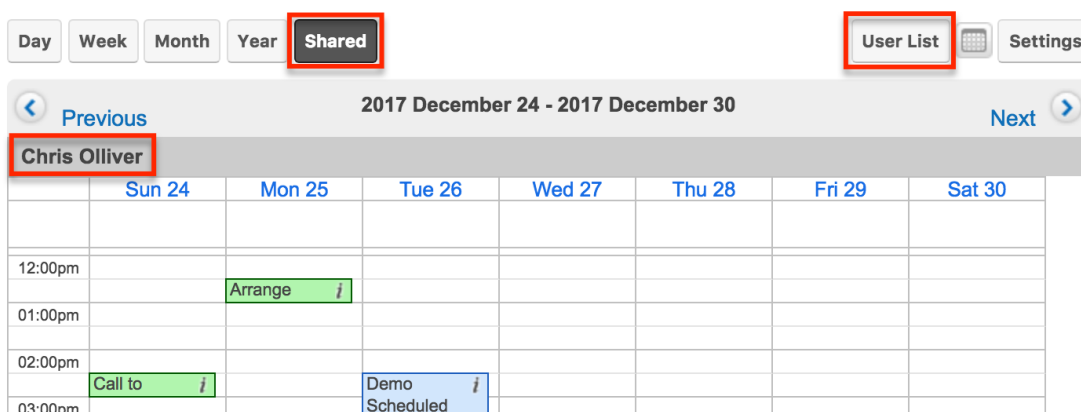 Day Week Month Year Shared User List Settings
2017 December 24 - 2017 December 30
Previous Next
Chris Olliver
Sun 24 Mon 25 Tue 26 Wed 27 Thu 28 Fri 29 Sat 30
12:00pm
Arrange i
01:00pm
02:00pm
Call to i Demo i
03:00pm Scheduled